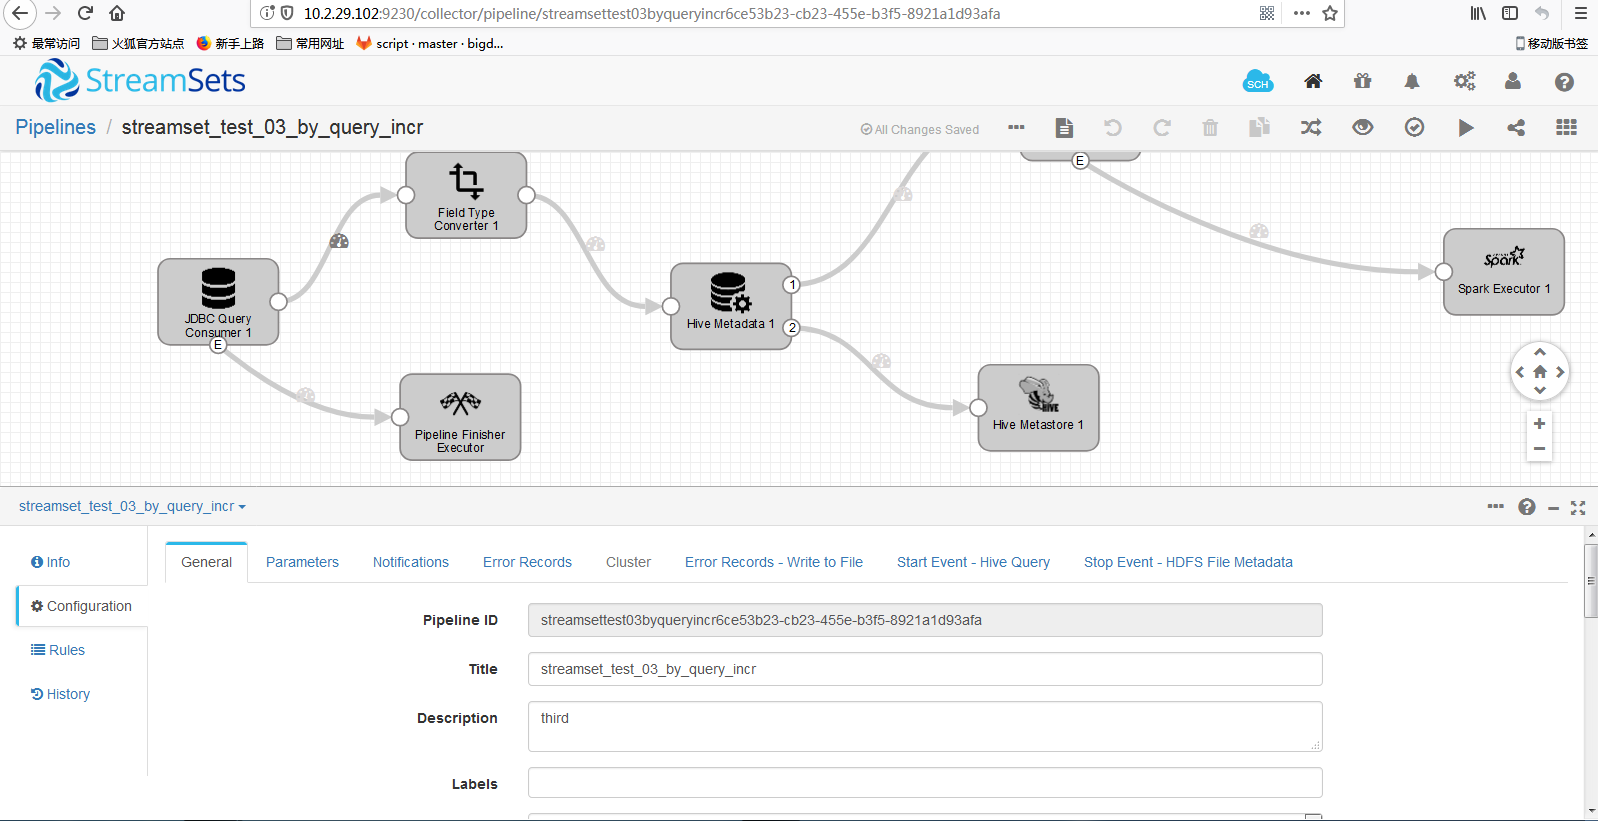 10.2.29.102:9230/collector/pipeline/streamsettest03byqueryincr6ce53b23-cb23-455e-b3f5-8921a1d93afa
最常访问 火狐官方站点 新手上路 常用网址 script · master · bigd... 移动版书签
StreamSets
SCH
Pipelines / streamset_test_03_by_query_incr
All Changes Saved
Field Type
Converter 1
JDBC Query
Consumer 1
E
Pipeline Finisher
Executor
Hive Metadata 1
1
2
HIVE
Hive Metastore 1
E
Spark
Spark Executor 1
streamset_test_03_by_query_incr
Info
Configuration
Rules
History
General Parameters Notifications Error Records Cluster Error Records - Write to File Start Event - Hive Query Stop Event - HDFS File Metadata
Pipeline ID streamsettest03byqueryincr6ce53b23-cb23-455e-b3f5-8921a1d93afa
Title streamset_test_03_by_query_incr
Description third
Labels